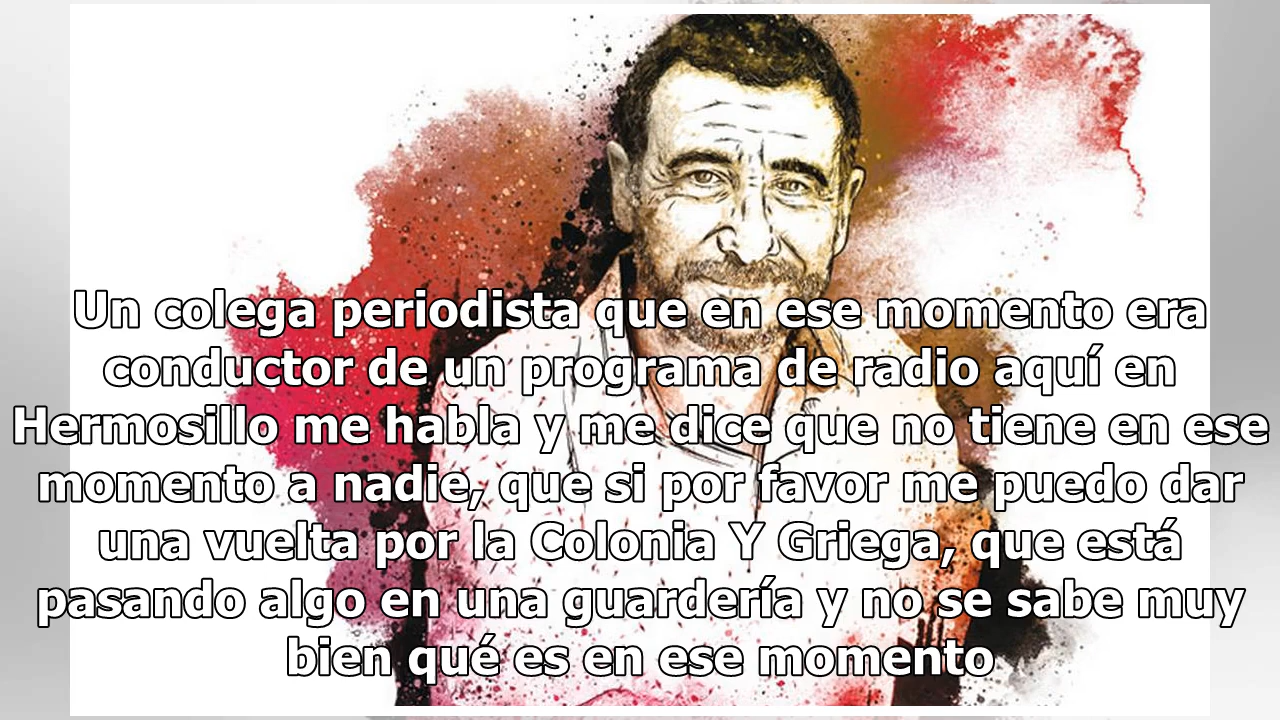 Un colega periodista que en ese momento era
conductor de un programa de radio aquí en
Hermosillo me habla y me dice que no tiene en ese
momento a nadie, que si por favor me puedo dar
una vuelta por la Colonia Y Griega, que está
pasando algo en una guardería y no se sabe muy
bien qué es en ese momento